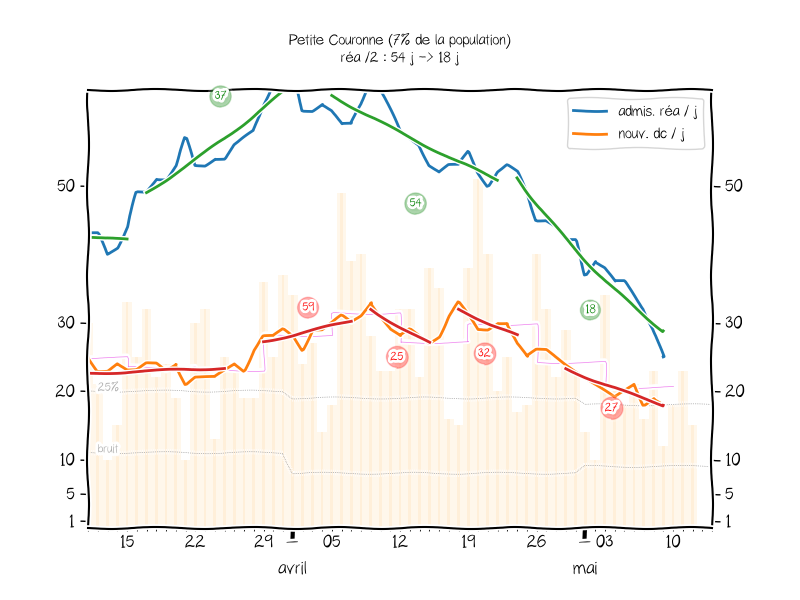 Petite Couronne (7% de la population)
réa /2 : 54 j -> 18 j
admis. réa / j
nouv. dc / j
37
54
18
59
25
32
27
25%
bruit
50
30
20
10
5
1
50
30
20
10
5
1
15 22 29 05 12 19 26 03 10
avril mai